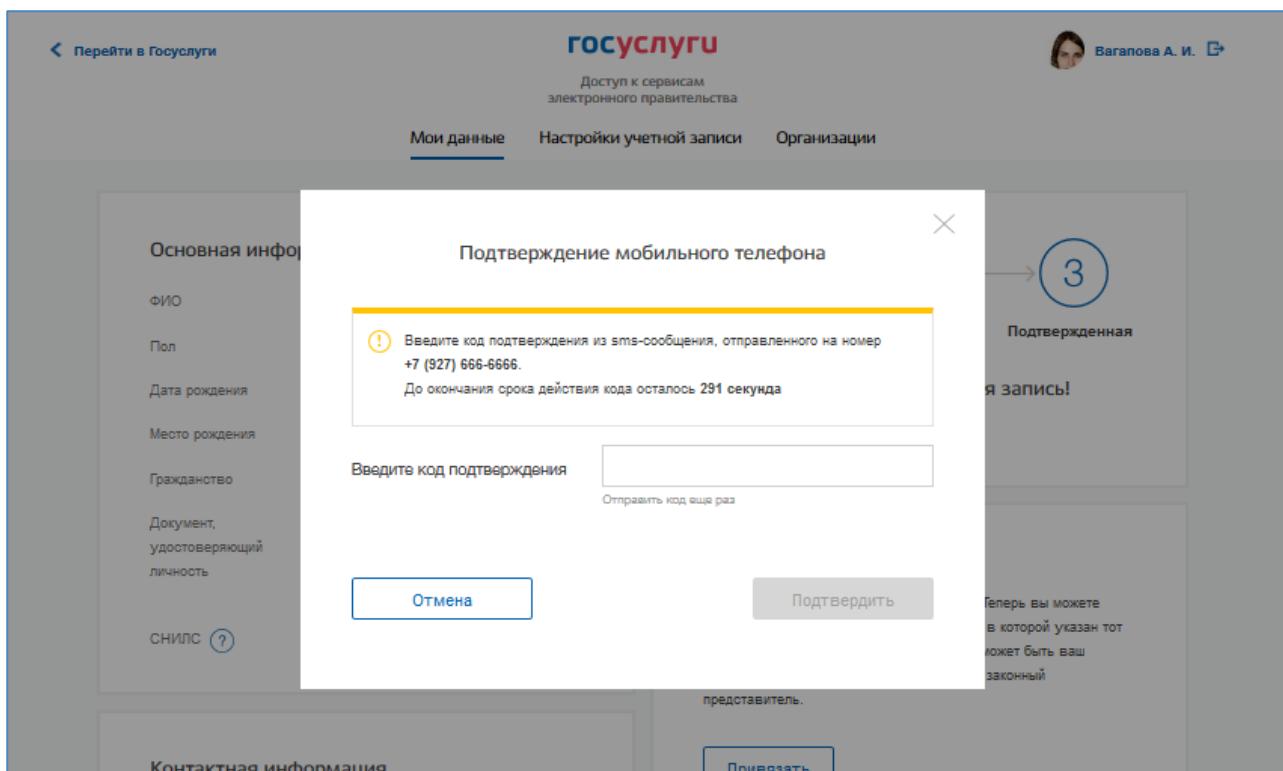 Перейти в Госуслуги
госуслуги
Вагапова А. И.
Доступ к сервисам
электронного правительства
Мои данные
Настройки учетной записи
Организации
Основная
ФИО
Пол
Дата рождения
Место рождения
Гражданство
Документ,
удостоверяющий
личность
СНИЛС ?
Подтверждение мобильного телефона
Введите код подтверждения из sms-сообщения, отправленного на номер
+7 (927) 666-6666.
До окончания срока действия кода осталось 291 секунда
Введите код подтверждения
Отправить код еще раз
Отмена
Подтвердить
3
Подтвержденная
я запись!
Теперь вы можете
в которой указан тот
может быть ваш
законный
представитель.
Привязать
Контактная информация